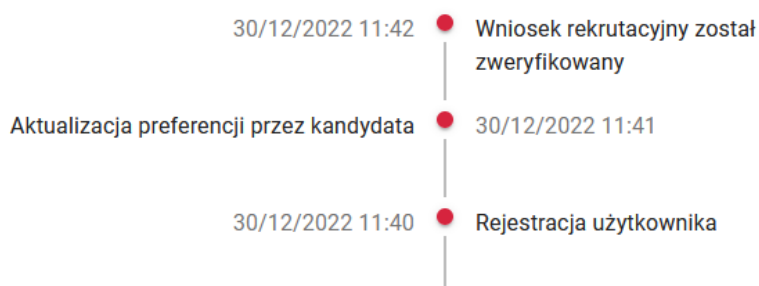 30/12/2022 11:42
Wniosek rekrutacyjny został
zweryfikowany
Aktualizacja preferencji przez kandydata
30/12/2022 11:41
30/12/2022 11:40
Rejestracja użytkownika